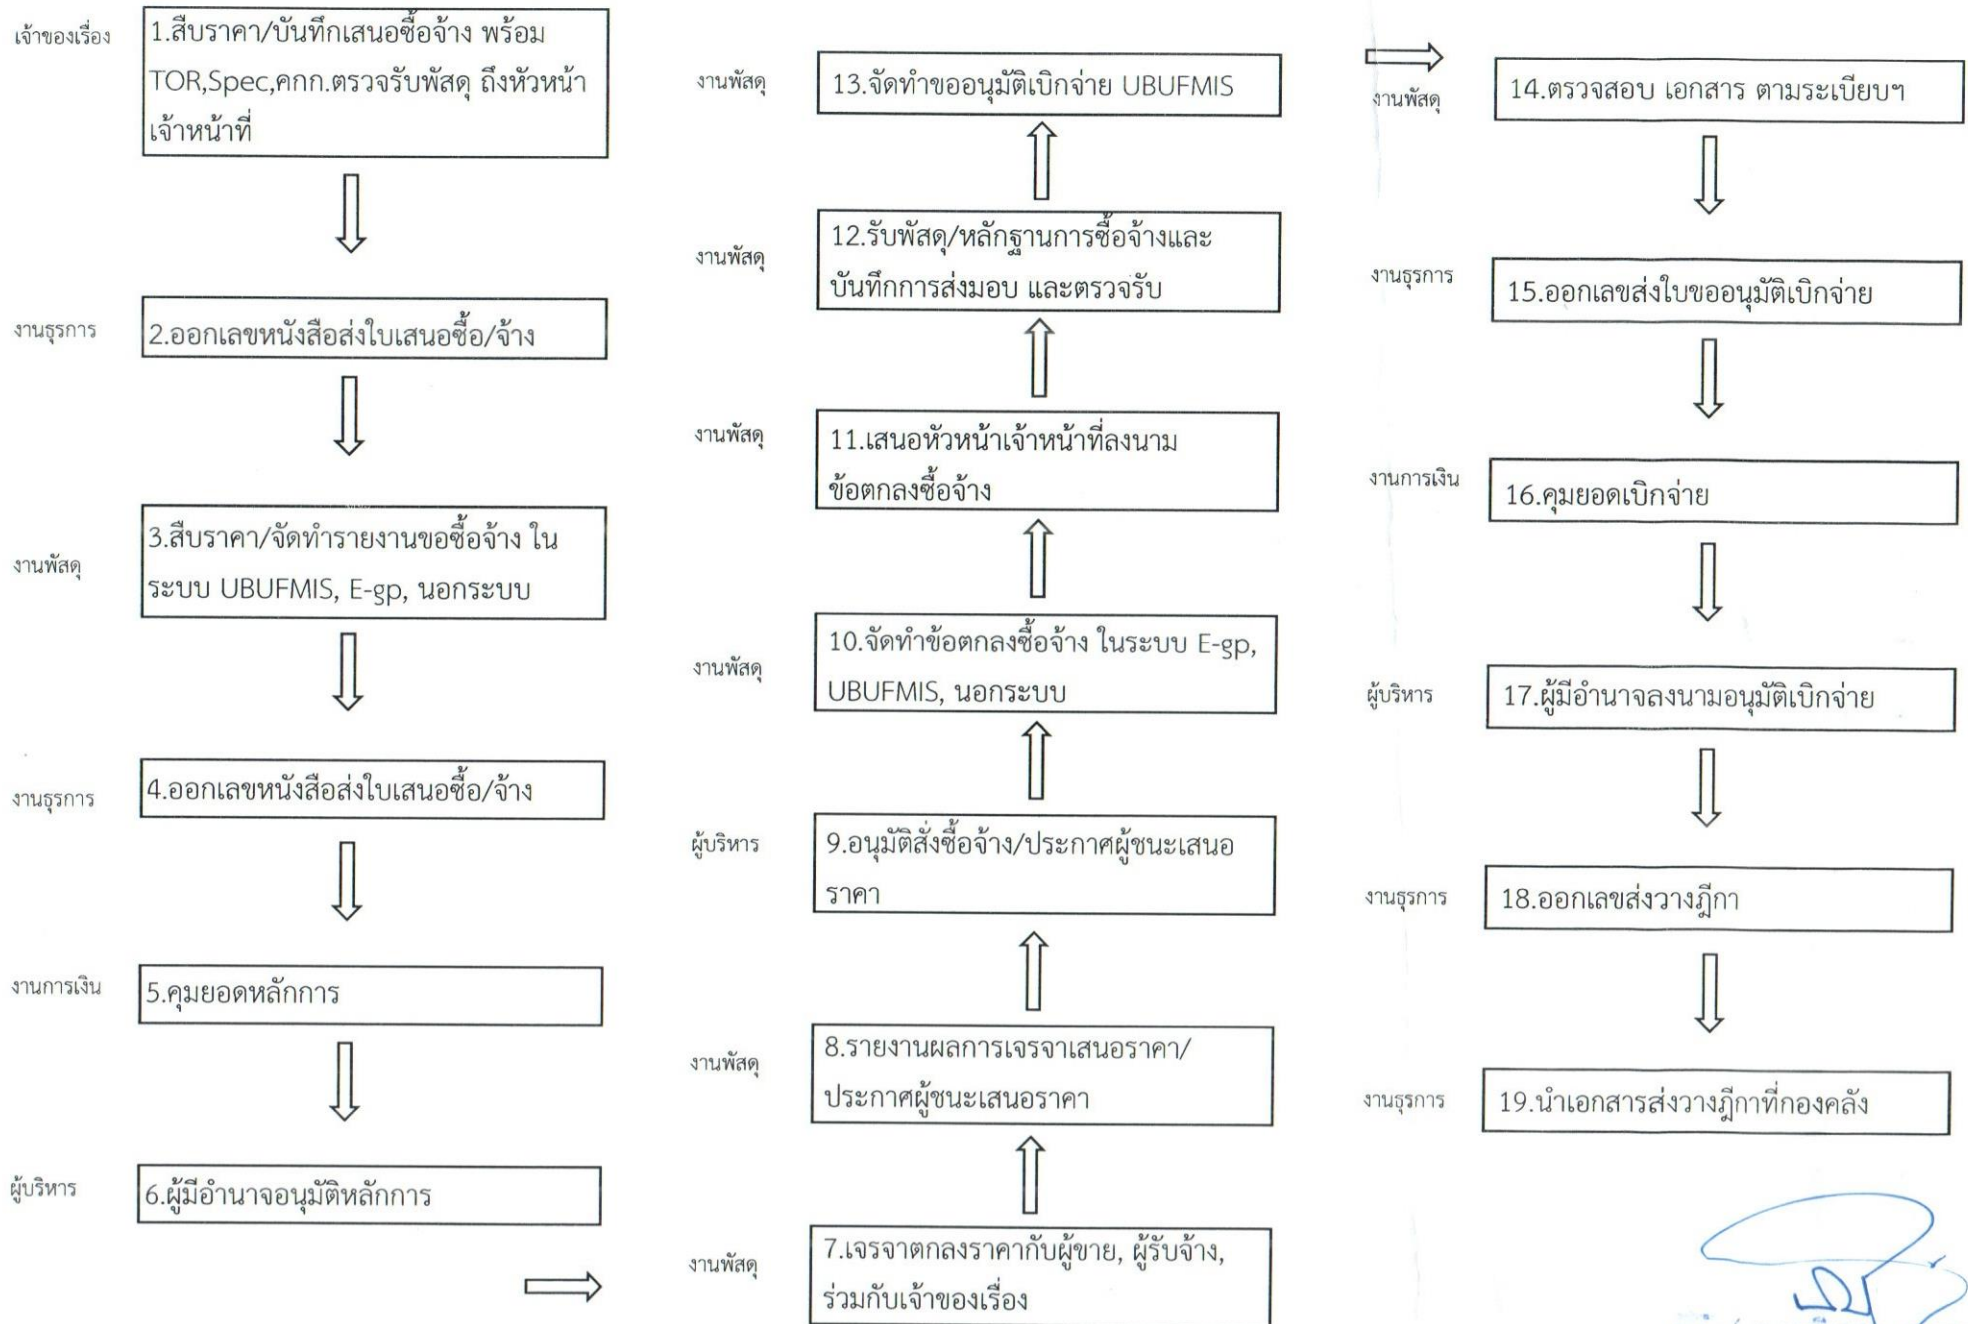 เจ้าของเรื่อง
1.สืบราคา/บันทึกเสนอซื้อจ้าง พร้อม
TOR,Spec,คกก.ตรวจรับพัสดุ ถึงหัวหน้า
เจ้าหน้าที่
งานธุรการ
2.ออกเลขหนังสือส่งใบเสนอซื้อ/จ้าง
งานพัสดุ
3.สืบราคา/จัดทำรายงานขอซื้อจ้าง ใน
ระบบ UBUFMIS, E-gp, นอกระบบ
งานธุรการ
4.ออกเลขหนังสือส่งใบเสนอซื้อ/จ้าง
งานการเงิน
5.คุมยอดหลักการ
ผู้บริหาร
6.ผู้มีอำนาจอนุมัติหลักการ
งานพัสดุ
7.เจรจาตกลงราคากับผู้ขาย, ผู้รับจ้าง,
ร่วมกับเจ้าของเรื่อง
งานพัสดุ
8.รายงานผลการเจรจาเสนอราคา/
ประกาศผู้ชนะเสนอราคา
ผู้บริหาร
9.อนุมัติสั่งซื้อจ้าง/ประกาศผู้ชนะเสนอ
ราคา
งานพัสดุ
10.จัดทำข้อตกลงซื้อจ้าง ในระบบ E-gp,
UBUFMIS, นอกระบบ
งานพัสดุ
11.เสนอหัวหน้าเจ้าหน้าที่ลงนาม
ข้อตกลงซื้อจ้าง
งานพัสดุ
12.รับพัสดุ/หลักฐานการซื้อจ้างและ
บันทึกการส่งมอบ และตรวจรับ
งานพัสดุ
13.จัดทำขออนุมัติเบิกจ่าย UBUFMIS
งานพัสดุ
14.ตรวจสอบ เอกสาร ตามระเบียบฯ
งานธุรการ
15.ออกเลขส่งใบขออนุมัติเบิกจ่าย
งานการเงิน
16.คุมยอดเบิกจ่าย
ผู้บริหาร
17.ผู้มีอำนาจลงนามอนุมัติเบิกจ่าย
งานธุรการ
18.ออกเลขส่งวางฎีกา
งานธุรการ
19.นำเอกสารส่งวางฎีกาที่กองคลัง